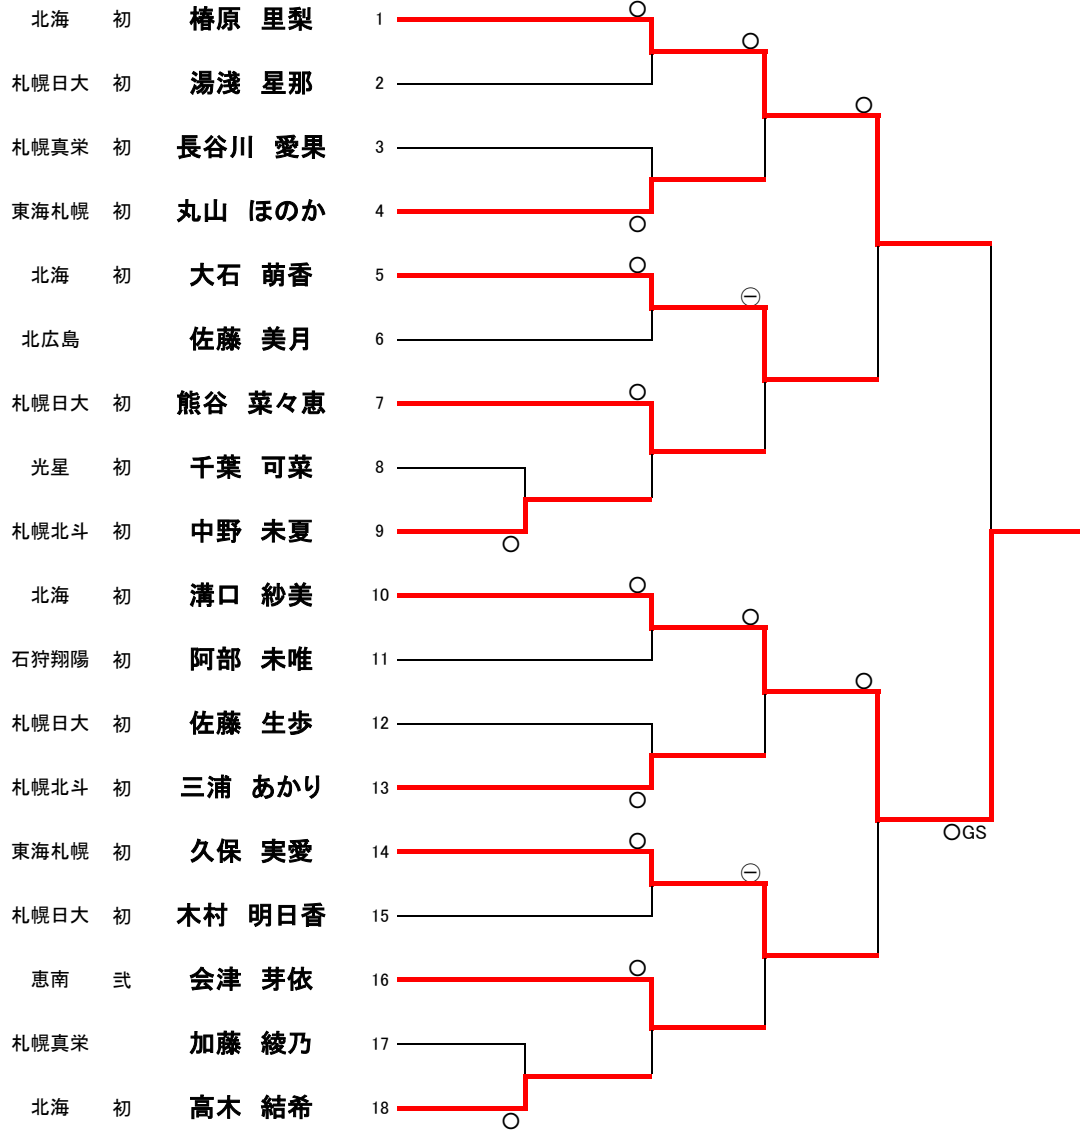 北海 初 椿原 里梨 1
札幌日大 初 湯淺 星那 2
札幌真栄 初 長谷川 愛果 3
東海札幌 初 丸山 ほのか 4
北海 初 大石 萌香 5
北広島 佐藤 美月 6
札幌日大 初 熊谷 菜々恵 7
光星 初 千葉 可菜 8
札幌北斗 初 中野 未夏 9
北海 初 溝口 紗美 10
石狩翔陽 初 阿部 未唯 11
札幌日大 初 佐藤 生歩 12
札幌北斗 初 三浦 あかり 13
○GS
東海札幌 初 久保 実愛 14
札幌日大 初 木村 明日香 15
恵南 弐 会津 芽依 16
札幌真栄 加藤 綾乃 17
北海 初 高木 結希 18